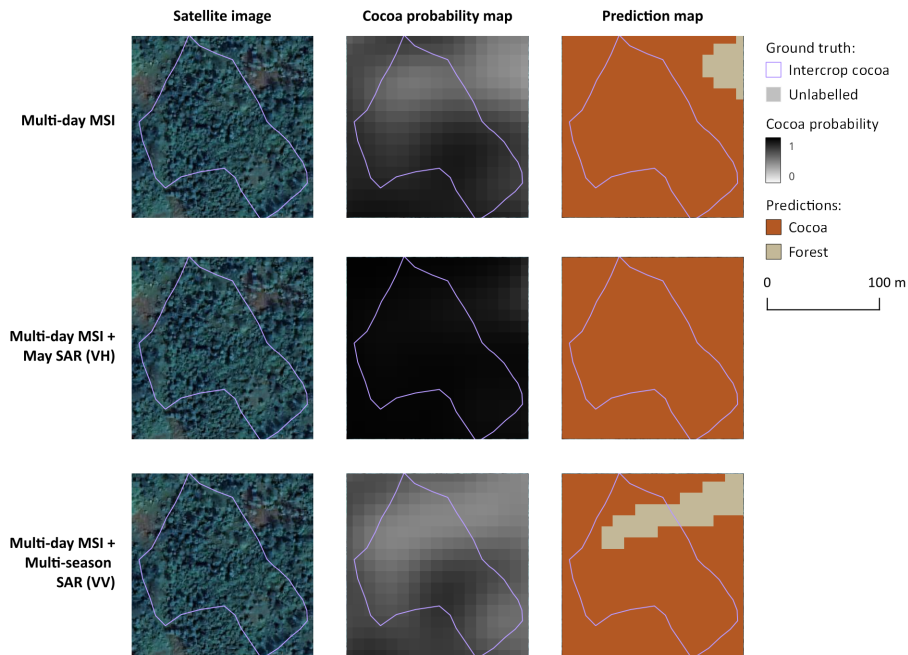 Satellite image
Cocoa probability map
Prediction map
Multi-day MSI
Multi-day MSI +
May SAR (VH)
Multi-day MSI +
Multi-season
SAR (VV)
Ground truth:
Intercrop cocoa
Unlabelled
Cocoa probability
1
0
Predictions:
Cocoa
Forest
0
100 m